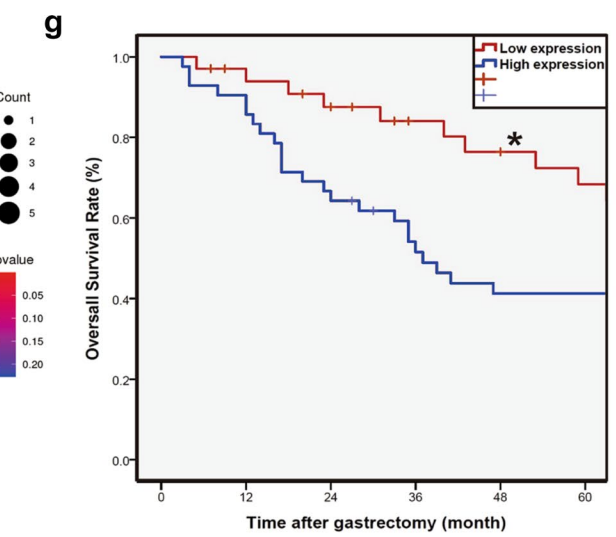 g
Count
1
2
3
4
5
pvalue
0.05
0.10
0.15
0.20
Low expression
High expression
*
Oversall Survival Rate (%)
1.0
0.8
0.6
0.4
0.2
0.0
0 12 24 36 48 60
Time after gastrectomy (month)